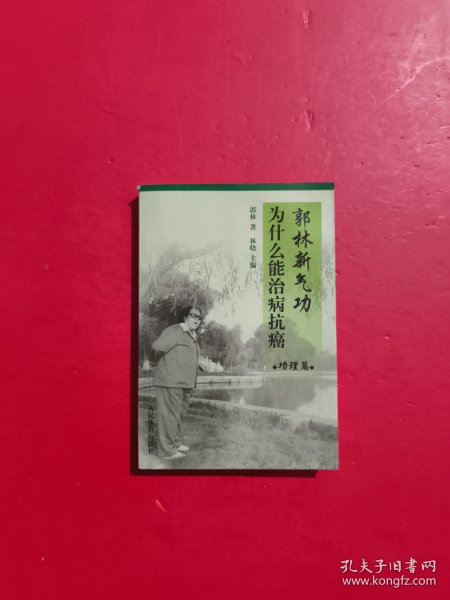 郭林新气功
为什么能治病抗癌
◆功理篇◆
郭林 著 林晓 主编
人民体育出版社
孔夫子旧书网
www.kongfz.com